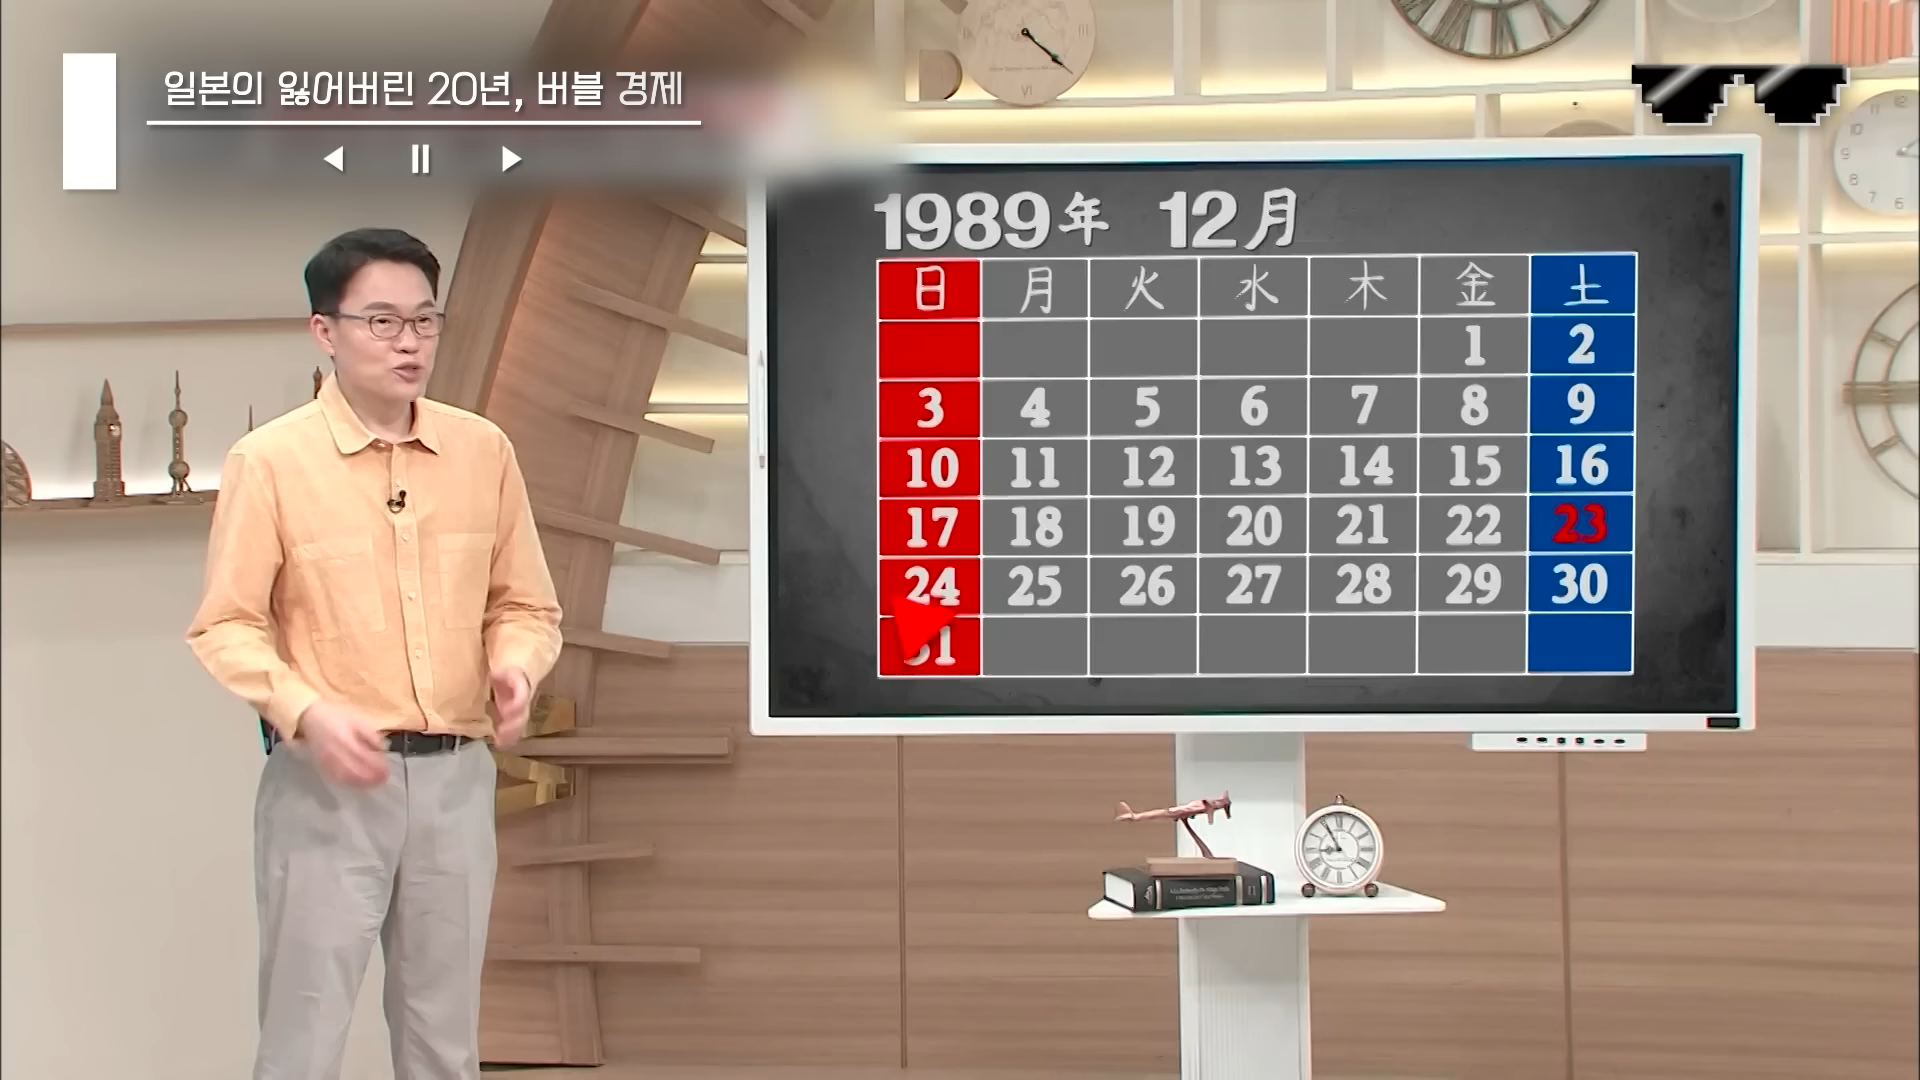 일본의 잃어버린 20년, 버블 경제
1989年 12月
日 月 火 水 木 金 土
1 2
3 4 5 6 7 8 9
10 11 12 13 14 15 16
17 18 19 20 21 22 23
24 25 26 27 28 29 30
31